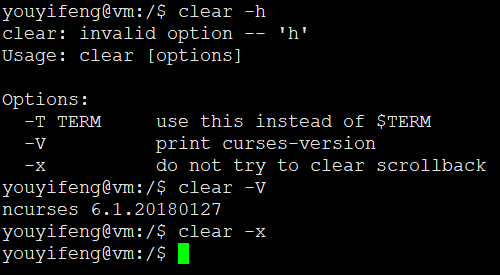 youyifeng@vm:/$ clear -h
clear: invalid option -- 'h'
Usage: clear [options]

Options:
  -T TERM     use this instead of $TERM
  -V          print curses-version
  -x          do not try to clear scrollback
youyifeng@vm:/$ clear -V
ncurses 6.1.20180127
youyifeng@vm:/$ clear -x
youyifeng@vm:/$